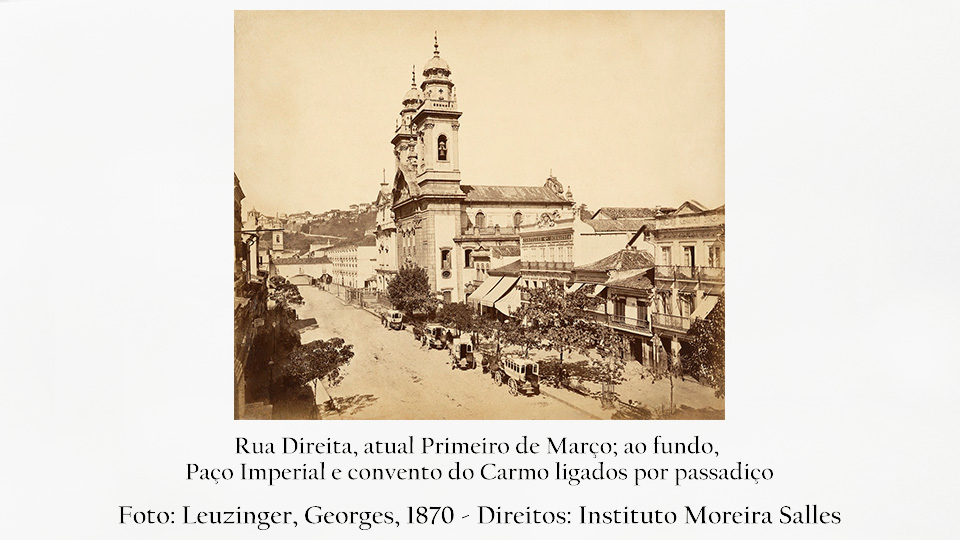 Rua Direita, atual Primeiro de Março; ao fundo,
Paço Imperial e convento do Carmo ligados por passadiço
Foto: Leuzinger, Georges, 1870 - Direitos: Instituto Moreira Salles